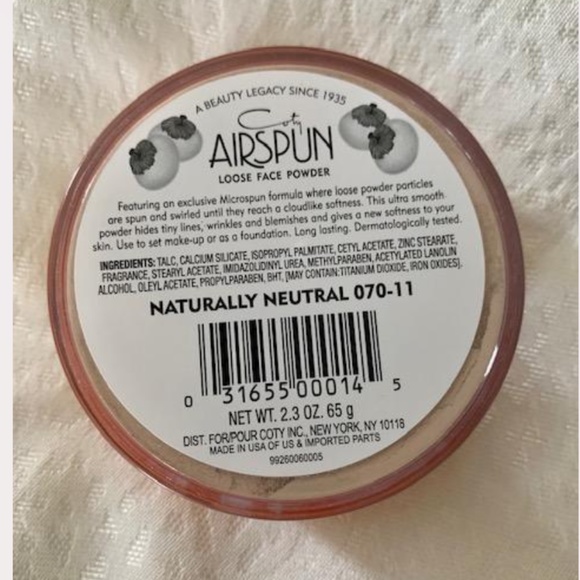 A BEAUTY LEGACY SINCE 1935
Coty
AIRSPUN
LOOSE FACE POWDER
Featuring an exclusive Microspun formula where loose powder particles
are spun and swirled until they reach a cloudlike softness. This ultra smooth
powder hides tiny lines, wrinkles and blemishes and gives a new softness to your
skin. Use to set make-up or as a foundation. Long lasting. Dermatologically tested.
INGREDIENTS: TALC, CALCIUM SILICATE, ISOPROPYL PALMITATE, CETYL ACETATE, ZINC STEARATE,
FRAGRANCE, STEARYL ACETATE, IMIDAZOLIDINYL UREA, METHYLPARABEN, ACETYLATED LANOLIN
ALCOHOL, OLEYL ACETATE, PROPYLPARABEN, BHT, [MAY CONTAIN:TITANIUM DIOXIDE, IRON OXIDES].
NATURALLY NEUTRAL 070-11
0 31655 00014 5
NET WT. 2.3 OZ. 65 g
DIST. FOR/POUR COTY INC., NEW YORK, NY 10118
MADE IN USA OF US & IMPORTED PARTS
99260060005